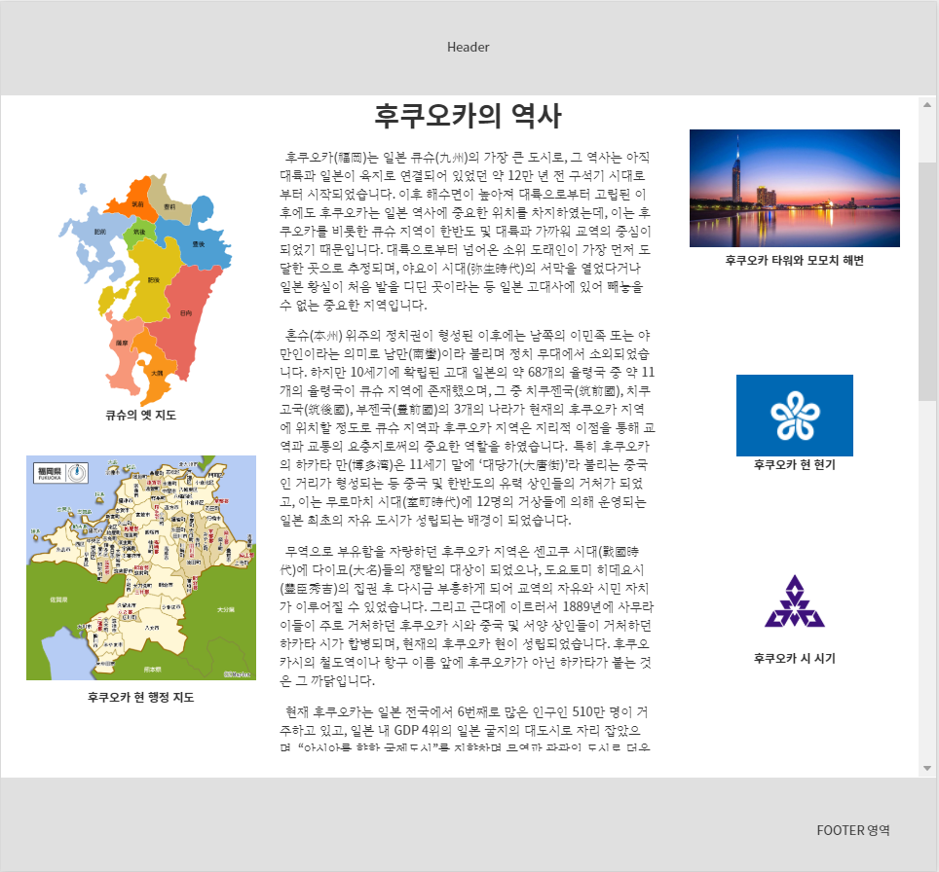 Header
후쿠오카의 역사
후쿠오카(福岡)는 일본 큐슈(九州)의 가장 큰 도시로, 그 역사는 아직
대륙과 일본이 육지로 연결되어 있었던 약 12만 년 전 구석기 시대로
부터 시작되었습니다. 이후 해수면이 높아져 대륙으로부터 고립된 이
후에도 후쿠오카는 일본 역사에 중요한 위치를 차지하였는데, 이는 후
쿠오카를 비롯한 큐슈 지역이 한반도 및 대륙과 가까워 교역의 중심이
되었기 때문입니다. 대륙으로부터 넘어온 소위 도래인이 가장 먼저 도
달한 곳으로 추정되며, 야요이 시대(弥生時代)의 서막을 열었다거나
일본 황실이 처음 발을 디딘 곳이라는 등 일본 고대사에 있어 빼놓을
수 없는 중요한 지역입니다.
혼슈(本州) 위주의 정치권이 형성된 이후에는 남쪽의 이민족 또는 야
만인이라는 의미로 남만(南蠻)이라 불리며 정치 무대에서 소외되었습
니다. 하지만 10세기에 확립된 고대 일본의 약 68개의 율령국 중 약 11
개의 율령국이 큐슈 지역에 존재했으며, 그 중 치쿠젠국(筑前國), 치쿠
고국(筑後國), 부젠국(豊前國)의 3개의 나라가 현재의 후쿠오카 지역
에 위치할 정도로 큐슈 지역과 후쿠오카 지역은 지리적 이점을 통해 교
역과 교통의 요충지로써의 중요한 역할을 하였습니다. 특히 후쿠오카
의 하카타 만(博多湾)은 11세기 말에 ‘대당가(大唐街)’라 불리는 중국
인 거리가 형성되는 등 중국 및 한반도의 유력 상인들의 거처가 되었
고, 이는 무로마치 시대(室町時代)에 12명의 거상들에 의해 운영되는
일본 최초의 자유 도시가 성립되는 배경이 되었습니다.
무역으로 부유함을 자랑하던 후쿠오카 지역은 센고쿠 시대(戰國時
代)에 다이묘(大名)들의 쟁탈의 대상이 되었으나, 도요토미 히데요시
(豊臣秀吉)의 집권 후 다시금 부흥하게 되어 교역의 자유와 시민 자치
가 이루어질 수 있었습니다. 그리고 근대에 이르러서 1889년에 사무라
이들이 주로 거처하던 후쿠오카 시와 중국 및 서양 상인들이 거처하던
하카타 시가 합병되며, 현재의 후쿠오카 현이 성립되었습니다. 후쿠오
카시의 철도역이나 항구 이름 앞에 후쿠오카가 아닌 하카타가 붙는 것
은 그 까닭입니다.
현재 후쿠오카는 일본 전국에서 6번째로 많은 인구인 510만 명이 거
주하고 있고, 일본 내 GDP 4위의 일본 굴지의 대도시로 자리 잡았으
며, “아시아를 향한 국제도시”를 지향하며 무역과 관광의 도시로 더욱
筑前
豊前
肥前
筑後
豊後
肥後
日向
薩摩
大隅
큐슈의 옛 지도
福岡県
FUKUOKA
佐賀県
大分県
熊本県
후쿠오카 현 행정 지도
후쿠오카 타워와 모모치 해변
후쿠오카 현 현기
후쿠오카 시 시기
FOOTER 영역